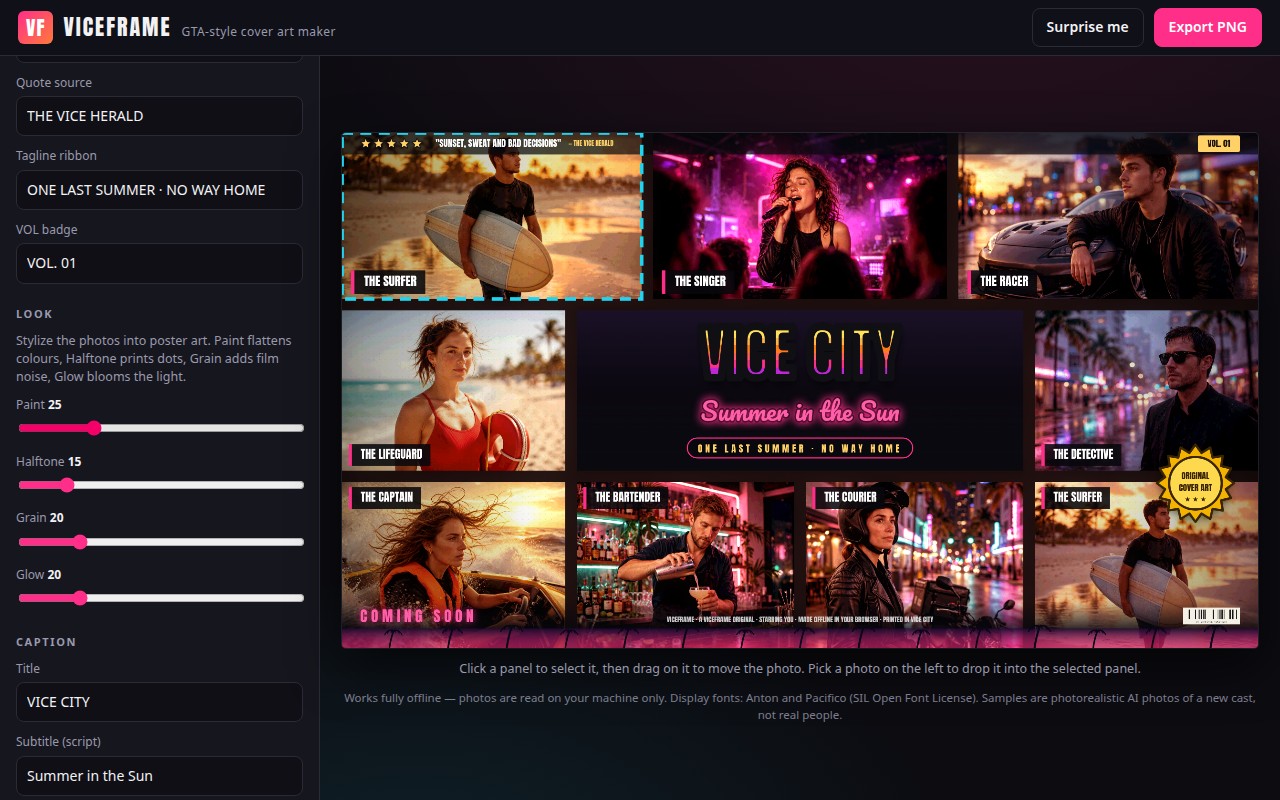 VF VICEFRAME GTA-style cover art maker
Surprise me
Export PNG
Quote source
THE VICE HERALD
Tagline ribbon
ONE LAST SUMMER · NO WAY HOME
VOL badge
VOL. 01
LOOK
Stylize the photos into poster art. Paint flattens
colours, Halftone prints dots, Grain adds film
noise, Glow blooms the light.
Paint 25
Halftone 15
Grain 20
Glow 20
CAPTION
Title
VICE CITY
Subtitle (script)
Summer in the Sun
★★★★★ "SUNSET, SWEAT AND BAD DECISIONS" – THE VICE HERALD
VOL. 01
THE SURFER
THE SINGER
THE RACER
VICE CITY
Summer in the Sun
ONE LAST SUMMER · NO WAY HOME
THE LIFEGUARD
THE DETECTIVE
ORIGINAL
COVER ART
★★★
THE CAPTAIN
THE BARTENDER
THE COURIER
THE SURFER
COMING SOON
VICEFRAME · A VICEFRAME ORIGINAL · STARRING YOU · MADE OFFLINE IN YOUR BROWSER · PRINTED IN VICE CITY
Click a panel to select it, then drag on it to move the photo. Pick a photo on the left to drop it into the selected panel.
Works fully offline — photos are read on your machine only. Display fonts: Anton and Pacifico (SIL Open Font License). Samples are photorealistic AI photos of a new cast,
not real people.